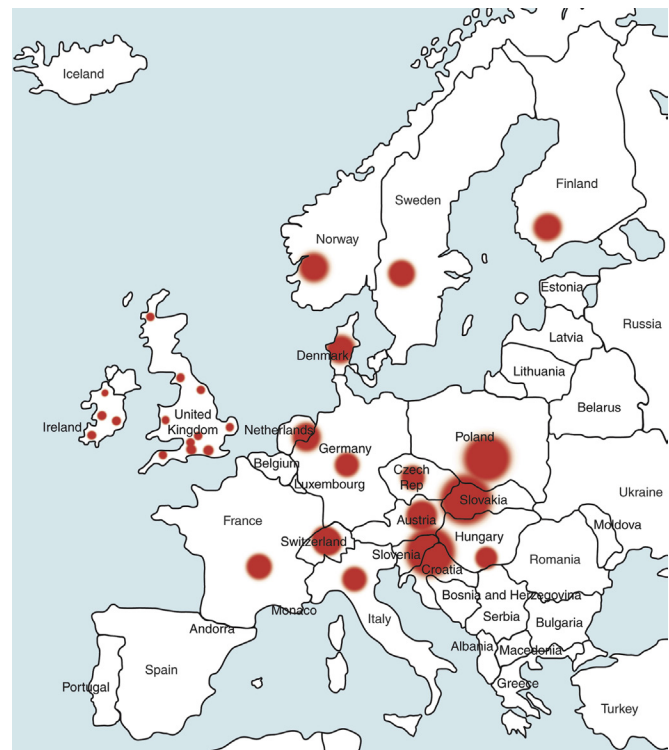 Iceland
Finland
Sweden
Norway
Estonia
Russia
Latvia
Denmark
Lithuania
Belarus
United
Kingdom
Ireland
Netherlands
Poland
Germany
Belgium
Czech
Rep
Luxembourg
Ukraine
Slovakia
France
Austria
Moldova
Switzerland
Hungary
Slovenia
Romania
Croatia
Bosnia and Herzegovina
Monaco
Italy
Serbia
Bulgaria
Andorra
Albania
Macedonia
Spain
Portugal
Greece
Turkey